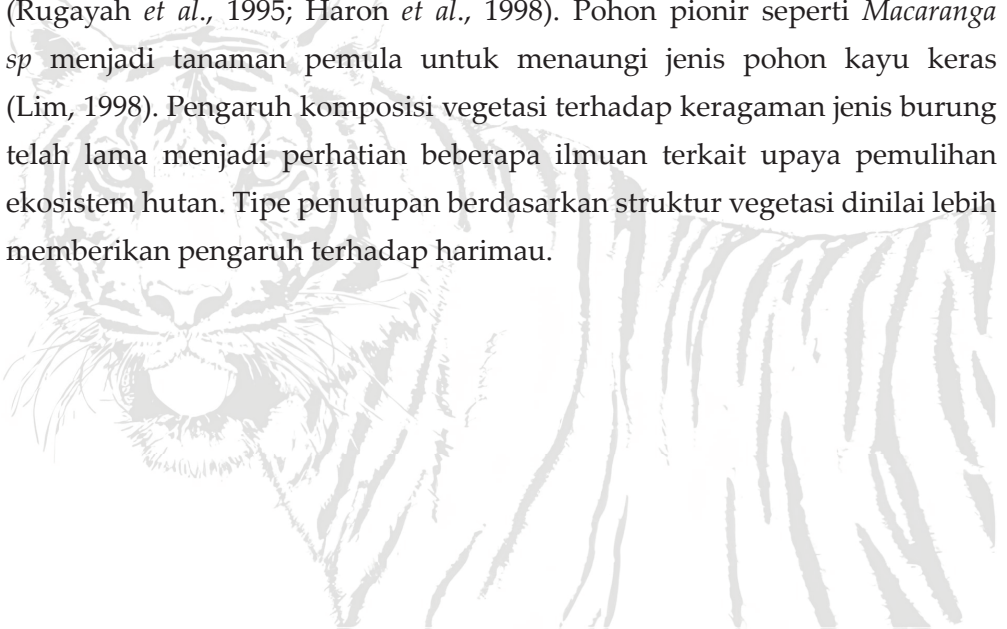 (Rugayah et al., 1995; Haron et al., 1998). Pohon pionir seperti Macaranga
sp menjadi tanaman pemula untuk menaungi jenis pohon kayu keras
(Lim, 1998). Pengaruh komposisi vegetasi terhadap keragaman jenis burung
telah lama menjadi perhatian beberapa ilmuan terkait upaya pemulihan
ekosistem hutan. Tipe penutupan berdasarkan struktur vegetasi dinilai lebih
memberikan pengaruh terhadap harimau.